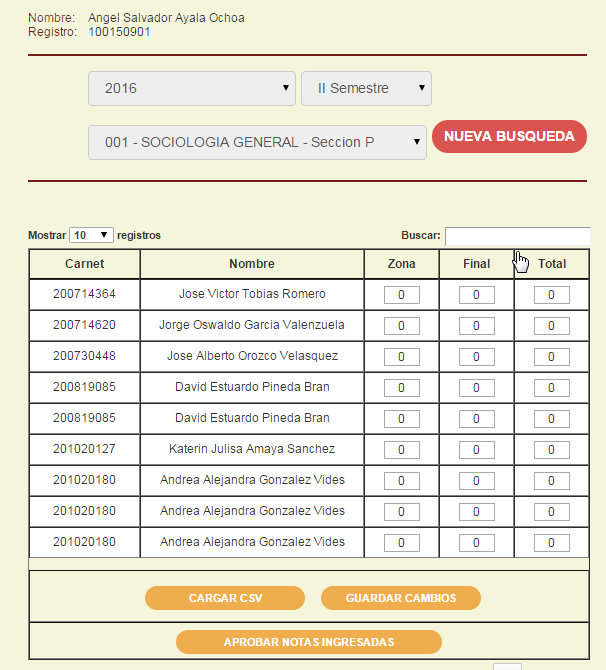 Nombre: Angel Salvador Ayala Ochoa
Registro: 100150901
2016 II Semestre
001 - SOCIOLOGIA GENERAL - Seccion P NUEVA BUSQUEDA
Mostrar 10 registros Buscar:
Carnet Nombre Zona Final Total
200714364 Jose Victor Tobias Romero 0 0 0
200714620 Jorge Oswaldo Garcia Valenzuela 0 0 0
200730448 Jose Alberto Orozco Velasquez 0 0 0
200819085 David Estuardo Pineda Bran 0 0 0
200819085 David Estuardo Pineda Bran 0 0 0
201020127 Katerin Julisa Amaya Sanchez 0 0 0
201020180 Andrea Alejandra Gonzalez Vides 0 0 0
201020180 Andrea Alejandra Gonzalez Vides 0 0 0
201020180 Andrea Alejandra Gonzalez Vides 0 0 0
CARGAR CSV GUARDAR CAMBIOS
APROBAR NOTAS INGRESADAS